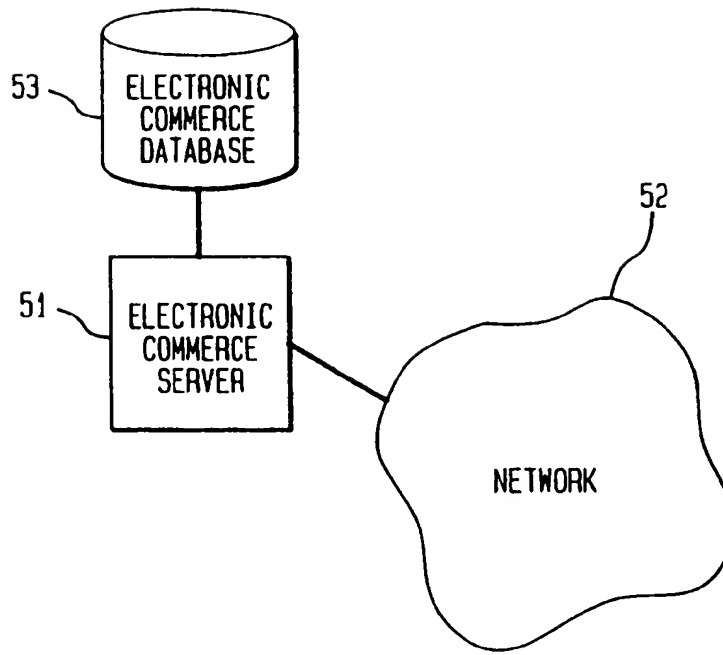 53
ELECTRONIC
COMMERCE
DATABASE
52
51
ELECTRONIC
COMMERCE
SERVER
NETWORK